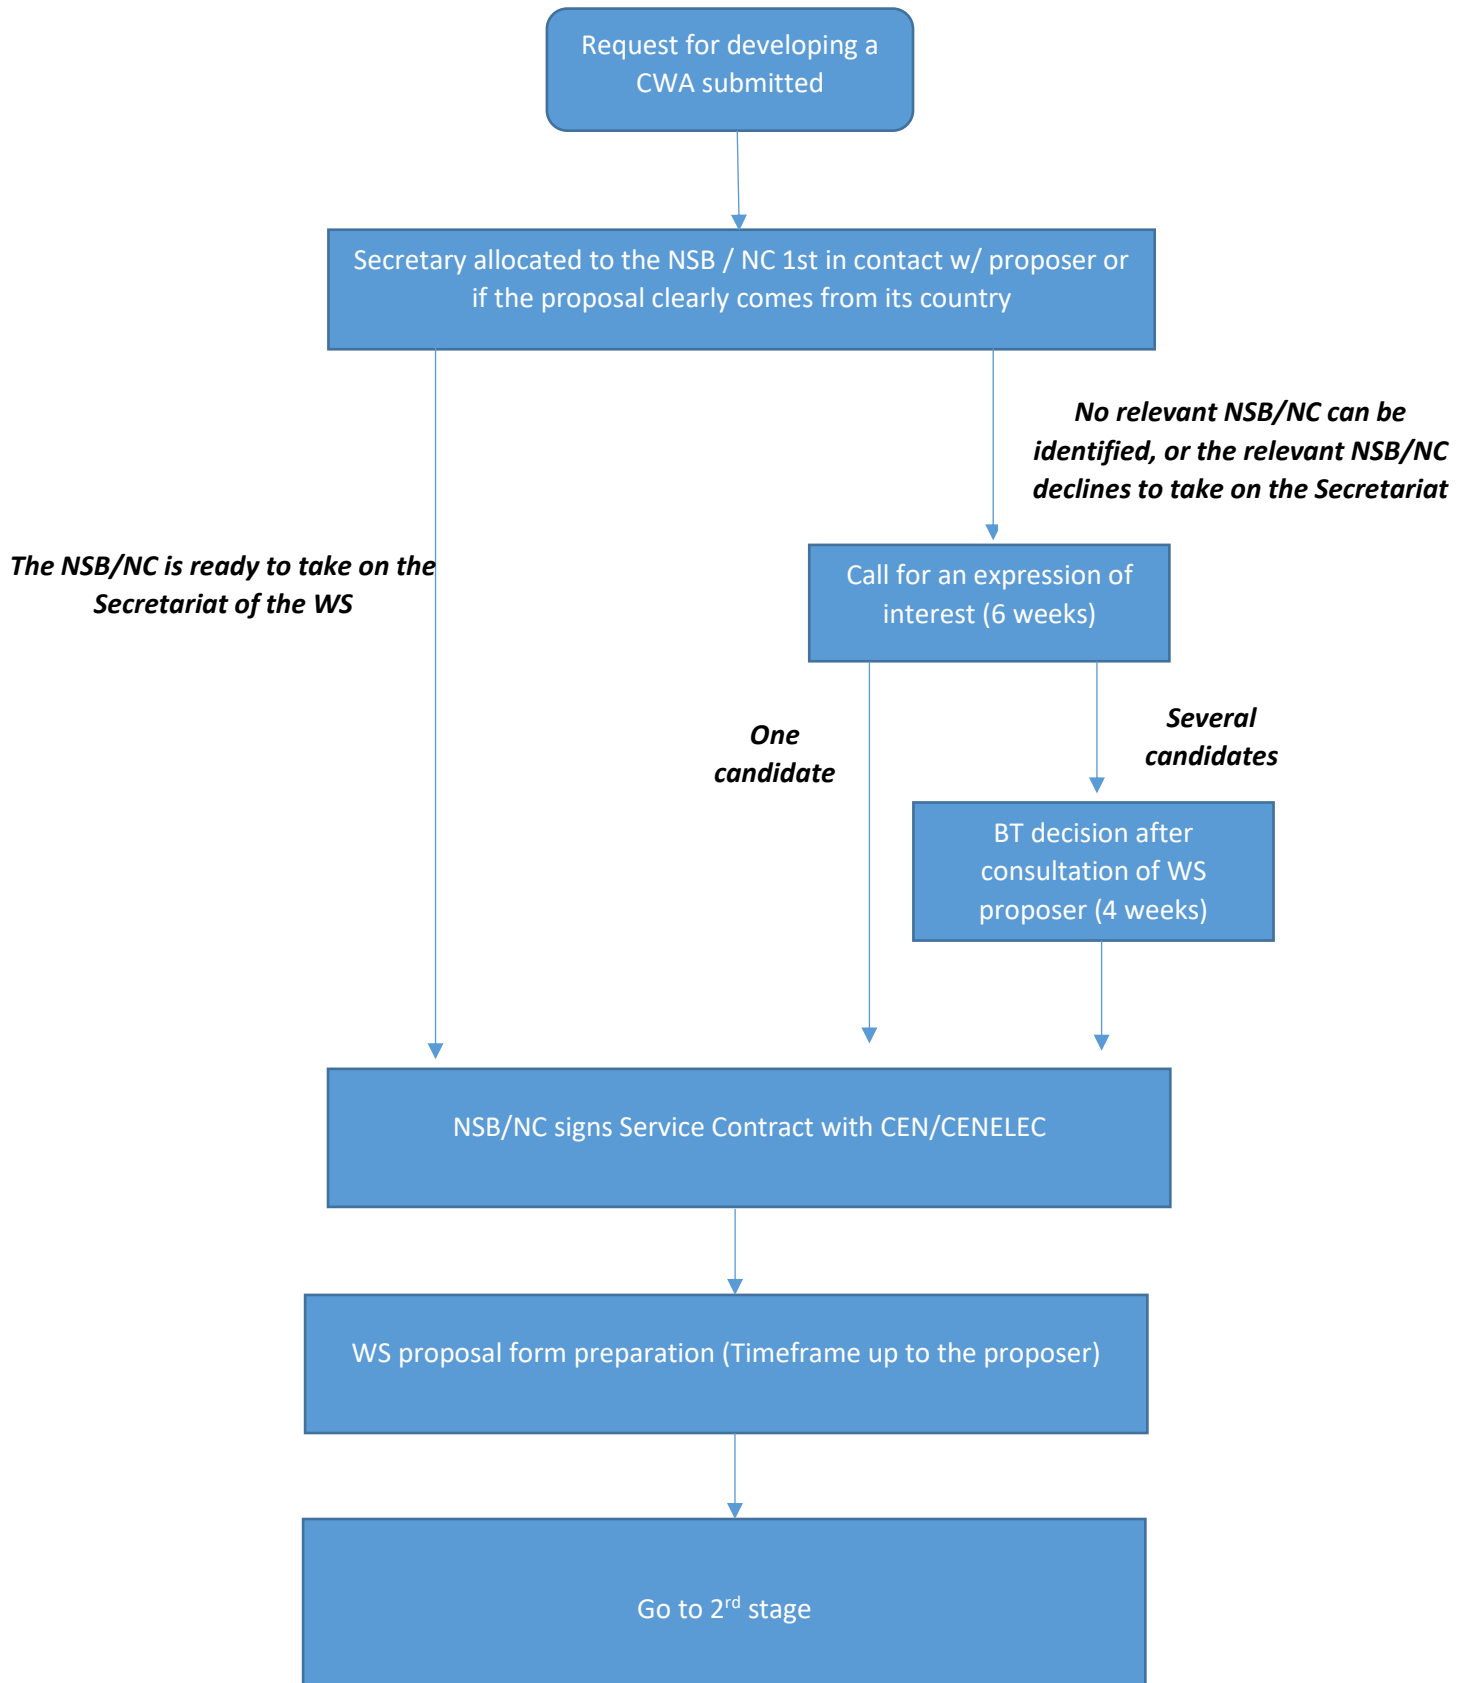 Request for developing a
CWA submitted
Secretary allocated to the NSB / NC 1st in contact w/ proposer or
if the proposal clearly comes from its country
No relevant NSB/NC can be
identified, or the relevant NSB/NC
declines to take on the Secretariat
The NSB/NC is ready to take on the
Secretariat of the WS
Call for an expression of
interest (6 weeks)
One
candidate
Several
candidates
BT decision after
consultation of WS
proposer (4 weeks)
NSB/NC signs Service Contract with CEN/CENELEC
WS proposal form preparation (Timeframe up to the proposer)
Go to 2rd stage